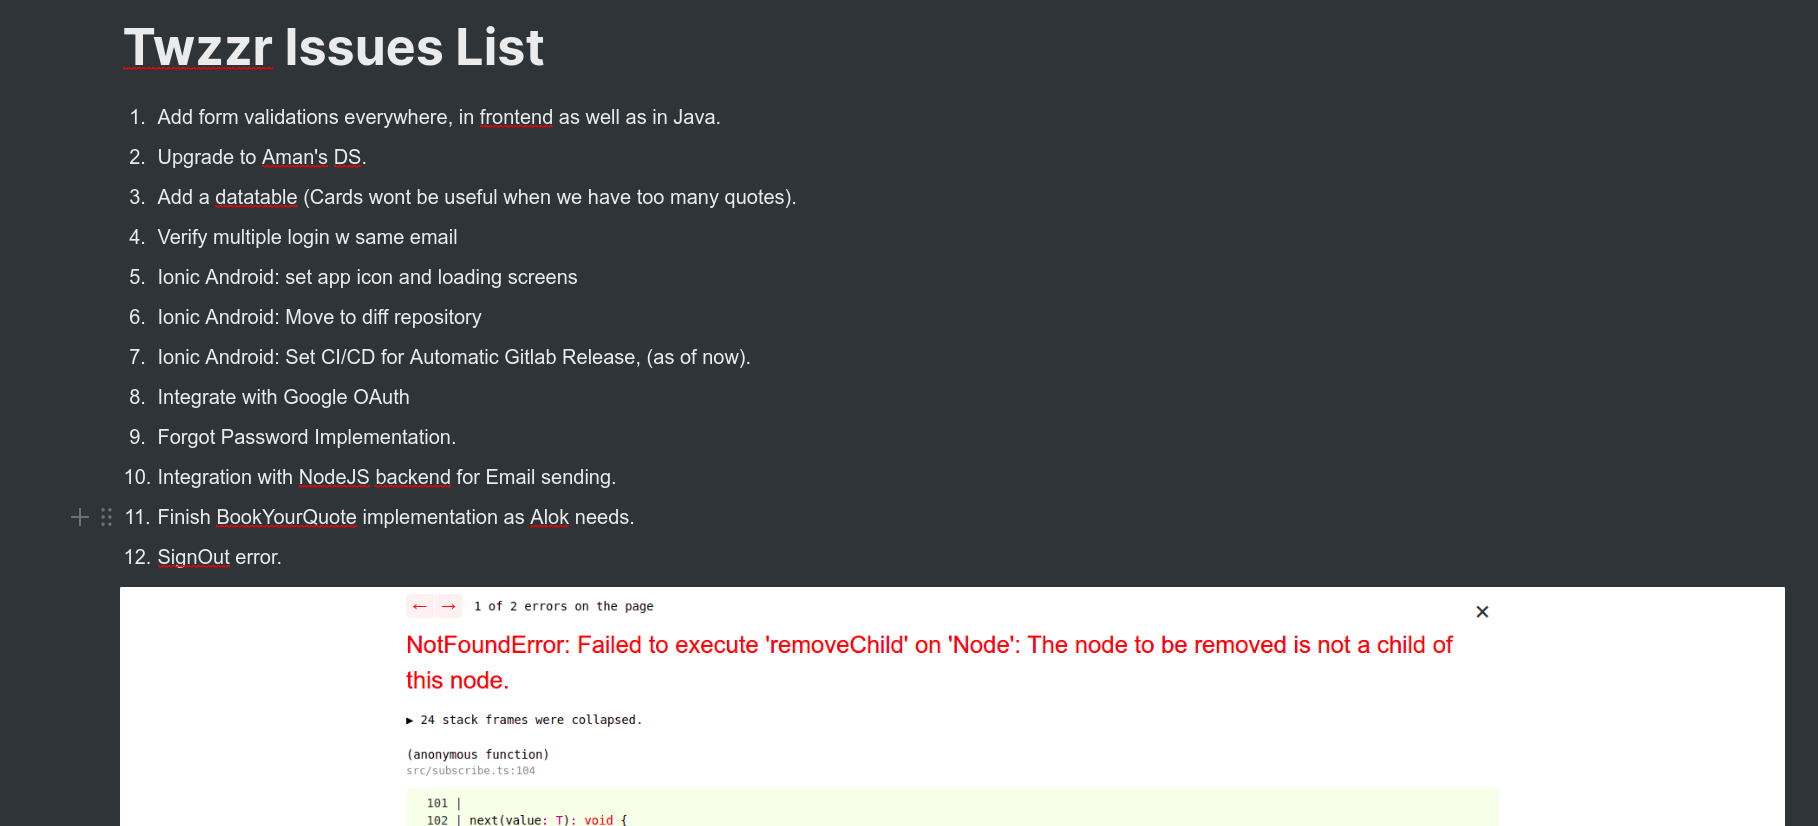 Twzzr Issues List
1. Add form validations everywhere, in frontend as well as in Java.
2. Upgrade to Aman's DS.
3. Add a datatable (Cards wont be useful when we have too many quotes).
4. Verify multiple login w same email
5. Ionic Android: set app icon and loading screens
6. Ionic Android: Move to diff repository
7. Ionic Android: Set CI/CD for Automatic Gitlab Release, (as of now).
8. Integrate with Google OAuth
9. Forgot Password Implementation.
10. Integration with NodeJS backend for Email sending.
11. Finish BookYourQuote implementation as Alok needs.
12. SignOut error.
← → 1 of 2 errors on the page ×
NotFoundError: Failed to execute 'removeChild' on 'Node': The node to be removed is not a child of
this node.
▶ 24 stack frames were collapsed.
(anonymous function)
src/subscribe.ts:104
101 |
102 | next(value: T): void {